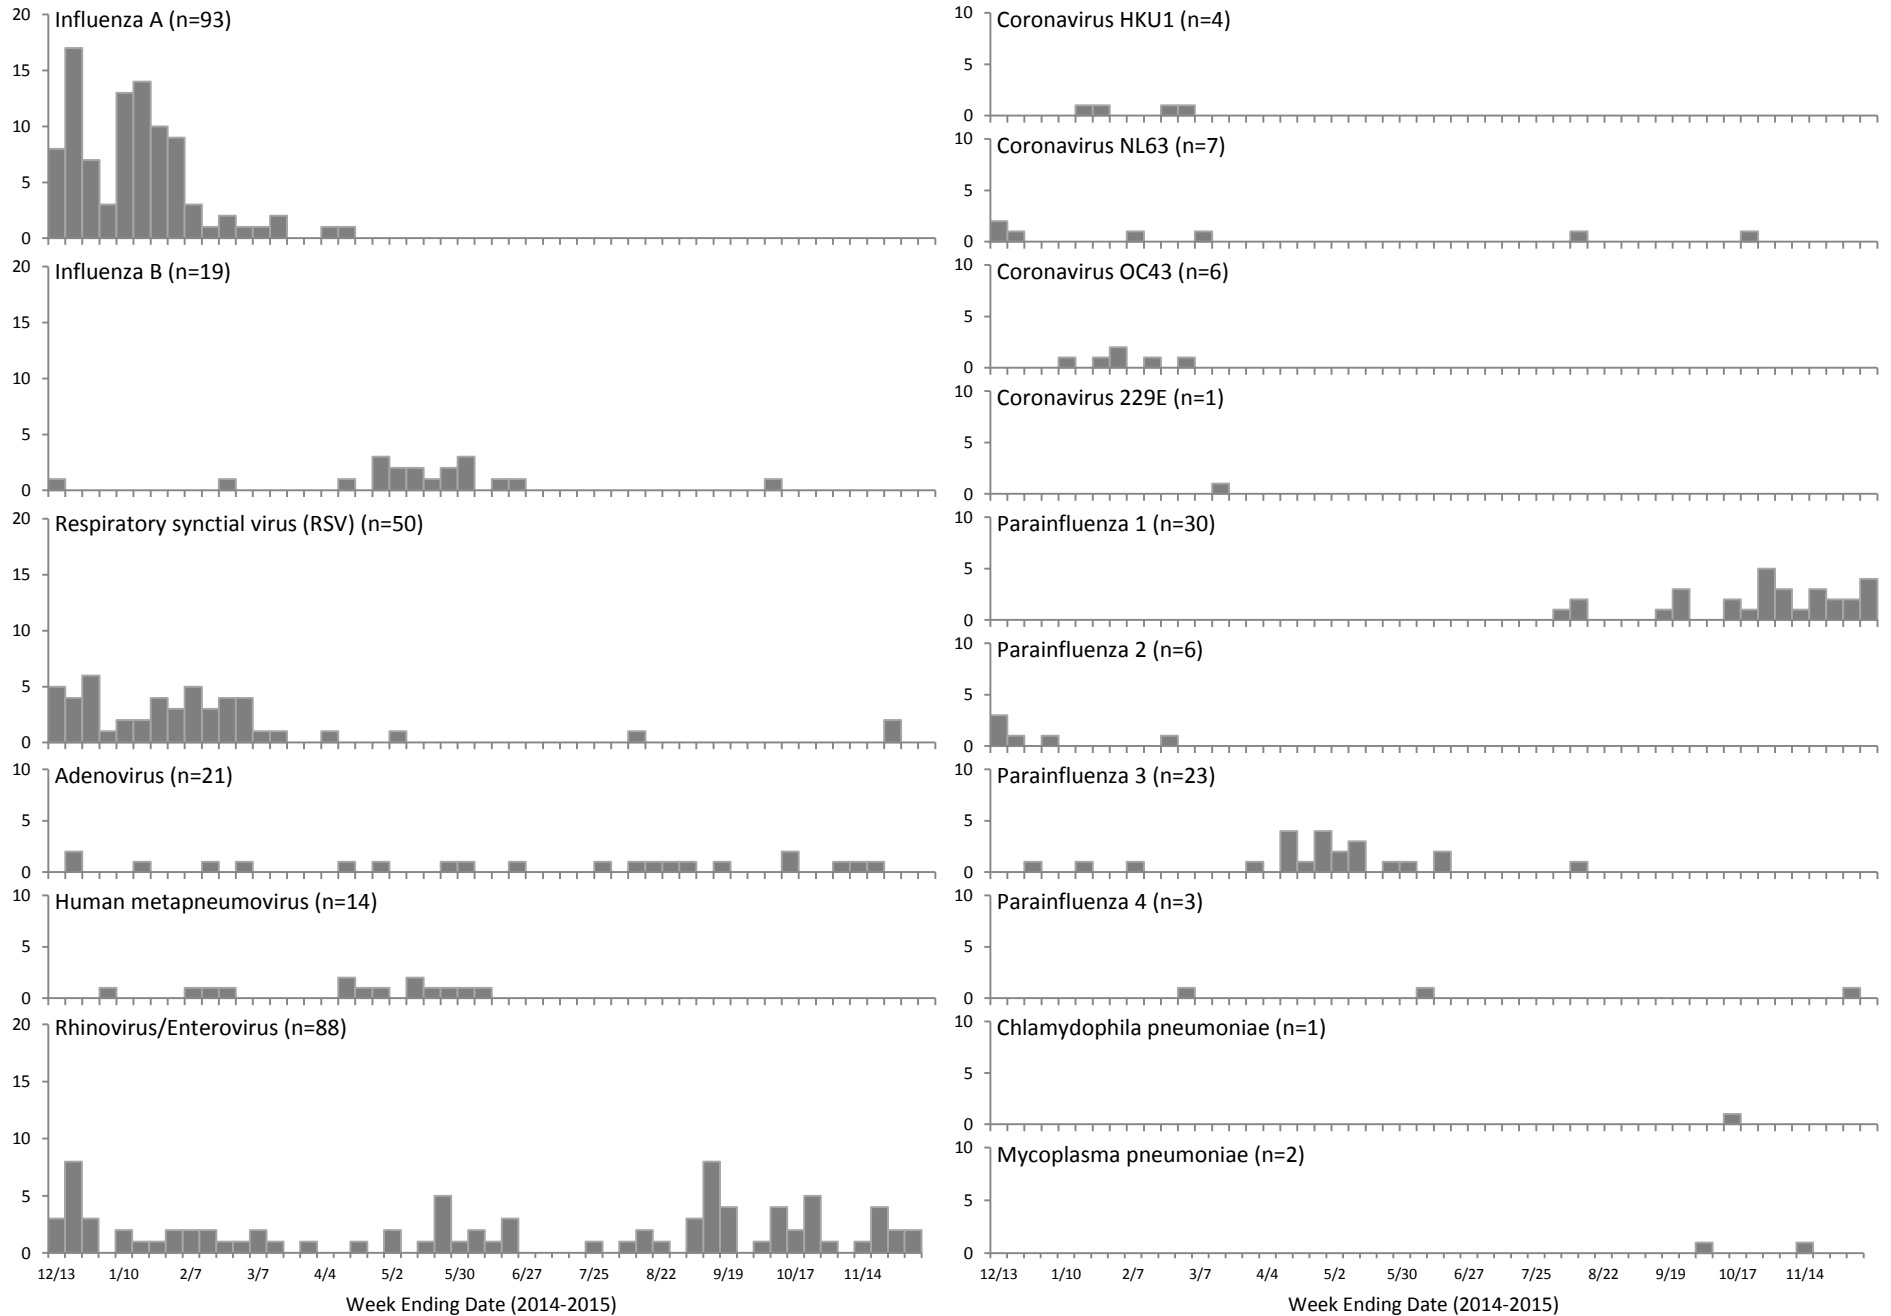 Influenza A (n=93)
20
15
10
5
0
Influenza B (n=19)
20
15
10
5
0
Respiratory synctial virus (RSV) (n=50)
20
15
10
5
0
Adenovirus (n=21)
10
5
0
Human metapneumovirus (n=14)
10
5
0
Rhinovirus/Enterovirus (n=88)
20
15
10
5
0
12/13 1/10 2/7 3/7 4/4 5/2 5/30 6/27 7/25 8/22 9/19 10/17 11/14
Week Ending Date (2014-2015)
Coronavirus HKU1 (n=4)
10
5
0
Coronavirus NL63 (n=7)
10
5
0
Coronavirus OC43 (n=6)
10
5
0
Coronavirus 229E (n=1)
10
5
0
Parainfluenza 1 (n=30)
10
5
0
Parainfluenza 2 (n=6)
10
5
0
Parainfluenza 3 (n=23)
10
5
0
Parainfluenza 4 (n=3)
10
5
0
Chlamydophila pneumoniae (n=1)
10
5
0
Mycoplasma pneumoniae (n=2)
10
5
0
12/13 1/10 2/7 3/7 4/4 5/2 5/30 6/27 7/25 8/22 9/19 10/17 11/14
Week Ending Date (2014-2015)